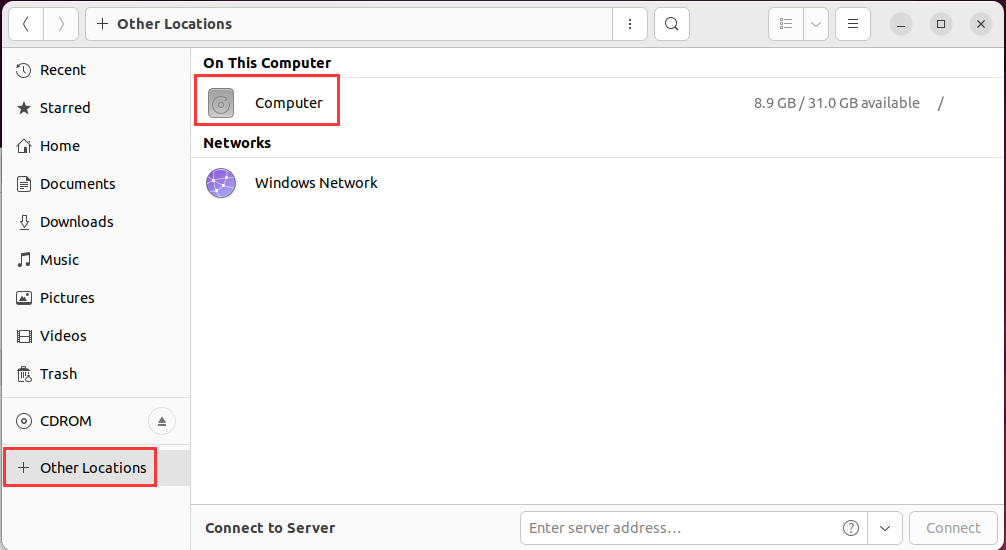 Other Locations
Recent
Starred
Home
Documents
Downloads
Music
Pictures
Videos
Trash
CDROM
Other Locations
On This Computer
Computer 8.9 GB / 31.0 GB available /
Networks
Windows Network
Connect to Server Enter server address... Connect